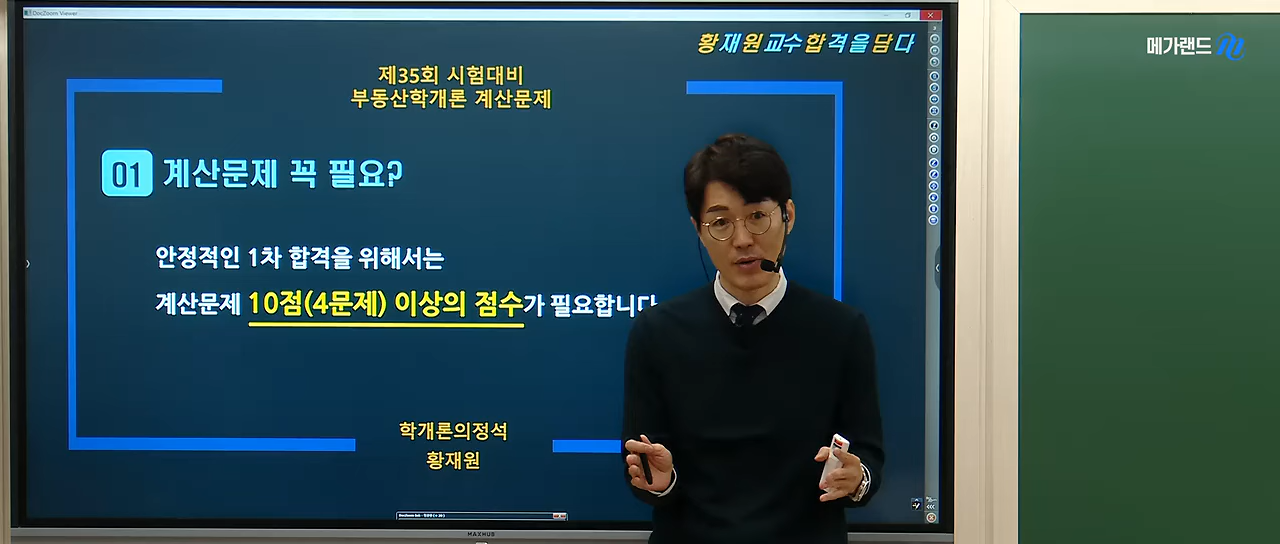 DocZoom Viewer
황재원교수합격을담다
메가랜드
제35회 시험대비
부동산학개론 계산문제
01 계산문제 꼭 필요?
안정적인 1차 합격을 위해서는
계산문제 10점(4문제) 이상의 점수가 필요합니다
학개론의정석
황재원
MAXHUB